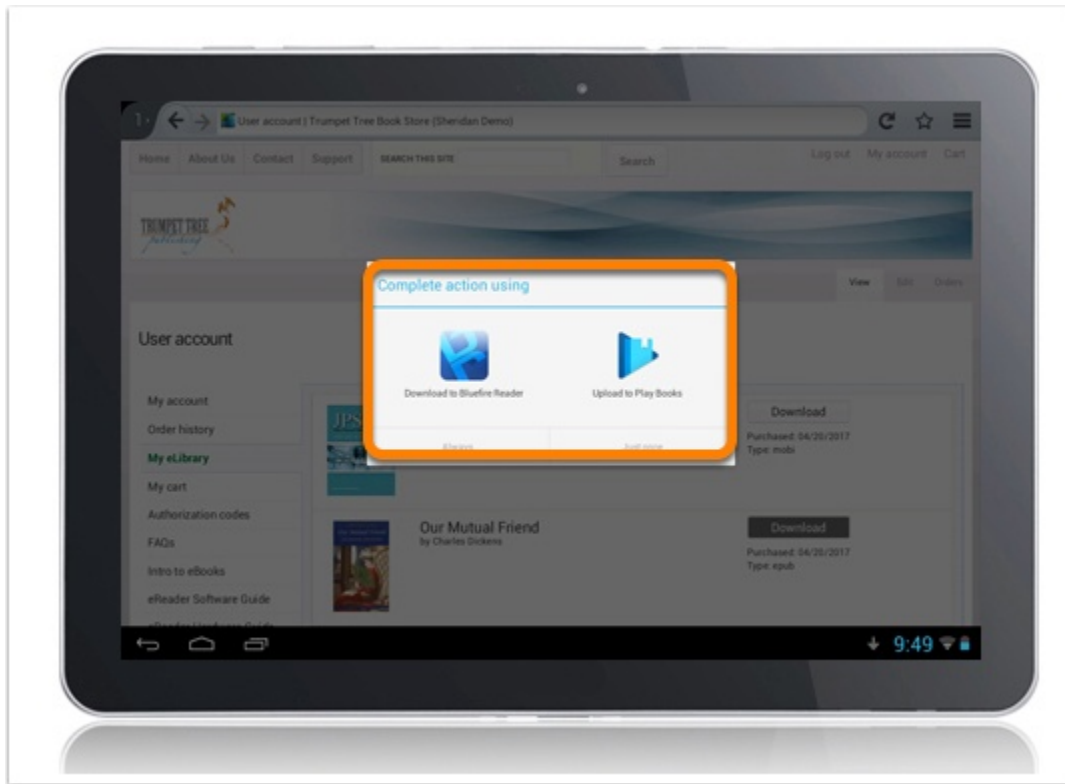 User account | Trumpet Tree Book Store (Sheridan Demo)
Home About Us Contact Support SEARCH THIS SITE Search Log out My account Cart
TRUMPET TREE
publishing
View Edit Orders
Complete action using
Download to Bluefire Reader Upload to Play Books
Always Just once
User account
My account
Order history
My eLibrary
My cart
Authorization codes
FAQs
Intro to eBooks
eReader Software Guide
JPS
Download
Purchased: 04/20/2017
Type: mobi
Our Mutual Friend
by Charles Dickens
Download
Purchased: 04/20/2017
Type: epub
9:49